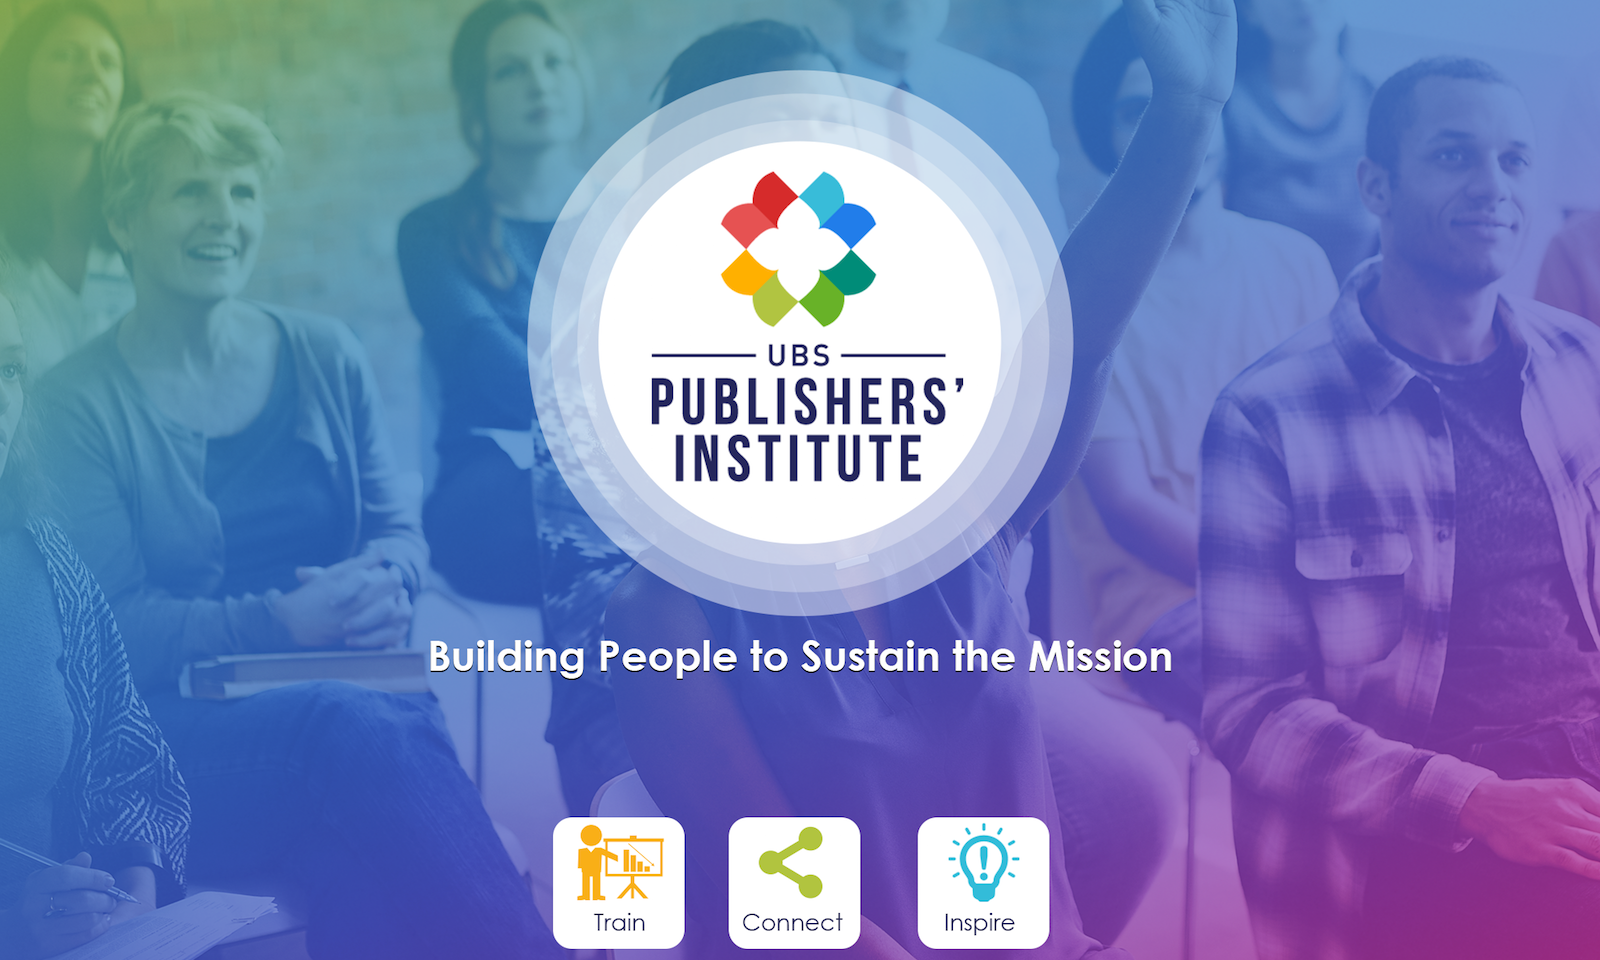 UBS
PUBLISHERS’
INSTITUTE
Building People to Sustain the Mission
Train
Connect
Inspire